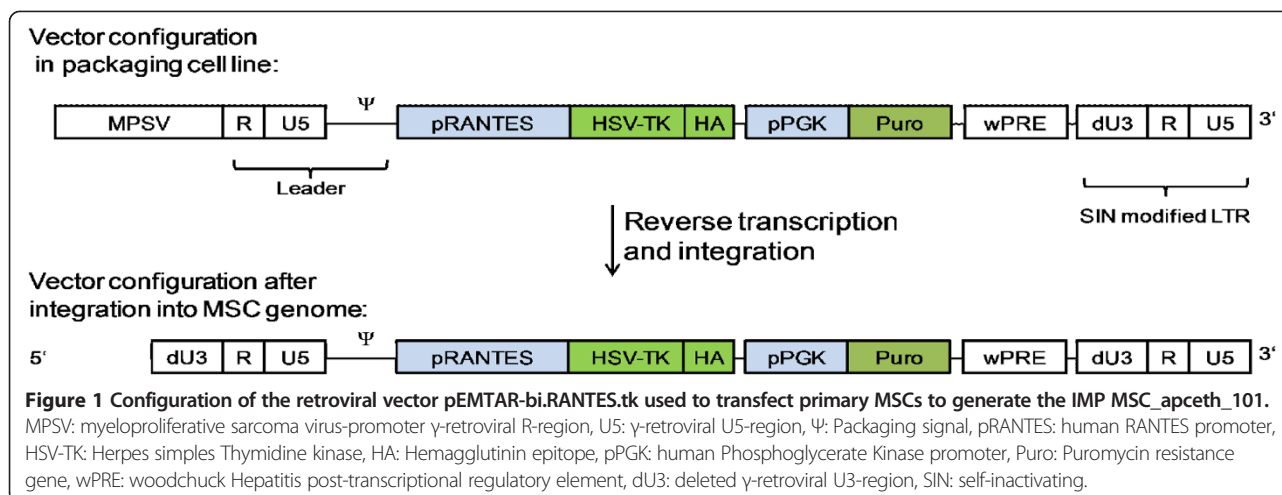 Vector configuration
in packaging cell line:
Ψ
MPSV R U5 pRANTES HSV-TK HA pPGK Puro wPRE dU3 R U5 3‘
Leader
SIN modified LTR
Reverse transcription
and integration
Vector configuration after
integration into MSC genome:
Ψ
5‘ dU3 R U5 pRANTES HSV-TK HA pPGK Puro wPRE dU3 R U5 3‘
Figure 1 Configuration of the retroviral vector pEMTAR-bi.RANTES.tk used to transfect primary MSCs to generate the IMP MSC_apceth_101.
MPSV: myeloproliferative sarcoma virus-promoter γ-retroviral R-region, U5: γ-retroviral U5-region, Ψ: Packaging signal, pRANTES: human RANTES promoter,
HSV-TK: Herpes simples Thymidine kinase, HA: Hemagglutinin epitope, pPGK: human Phosphoglycerate Kinase promoter, Puro: Puromycin resistance
gene, wPRE: woodchuck Hepatitis post-transcriptional regulatory element, dU3: deleted γ-retroviral U3-region, SIN: self-inactivating.